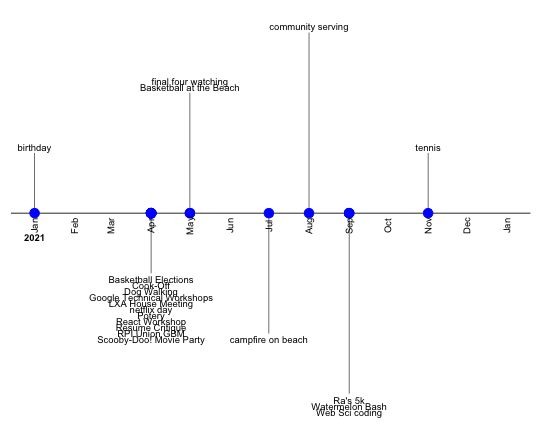 community serving
final four watching
Basketball at the Beach
birthday
tennis
Jan
Feb
Mar
Apr
May
Jun
Jul
Aug
Sep
Oct
Nov
Dec
Jan
2021
Basketball Elections
Cook-Off
Dog Walking
Google Technical Workshops
LXA House Meeting
netflix day
Potery
React Workshop
Resume Critique
RPI Union GBM
Scooby-Doo! Movie Party
campfire on beach
Ra's 5k
Watermelon Bash
Web Sci coding